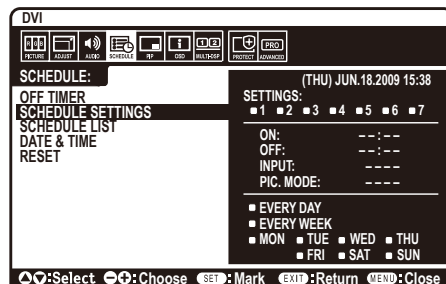 DVI
RGB
PICTURE ADJUST AUDIO SCHEDULE PIP OSD MULTI-DSP PROTECT ADVANCED
1 2
PRO
SCHEDULE:
OFF TIMER
SCHEDULE SETTINGS
SCHEDULE LIST
DATE & TIME
RESET
(THU) JUN.18.2009 15:38
SETTINGS:
■1 ■2 ■3 ■4 ■5 ■6 ■7
ON: --:--
OFF: --:--
INPUT: ----
PIC. MODE: ----
■ EVERY DAY
■ EVERY WEEK
■ MON ■ TUE ■ WED ■ THU
■ FRI ■ SAT ■ SUN
:Select :Choose SET:Mark EXIT:Return MENU:Close